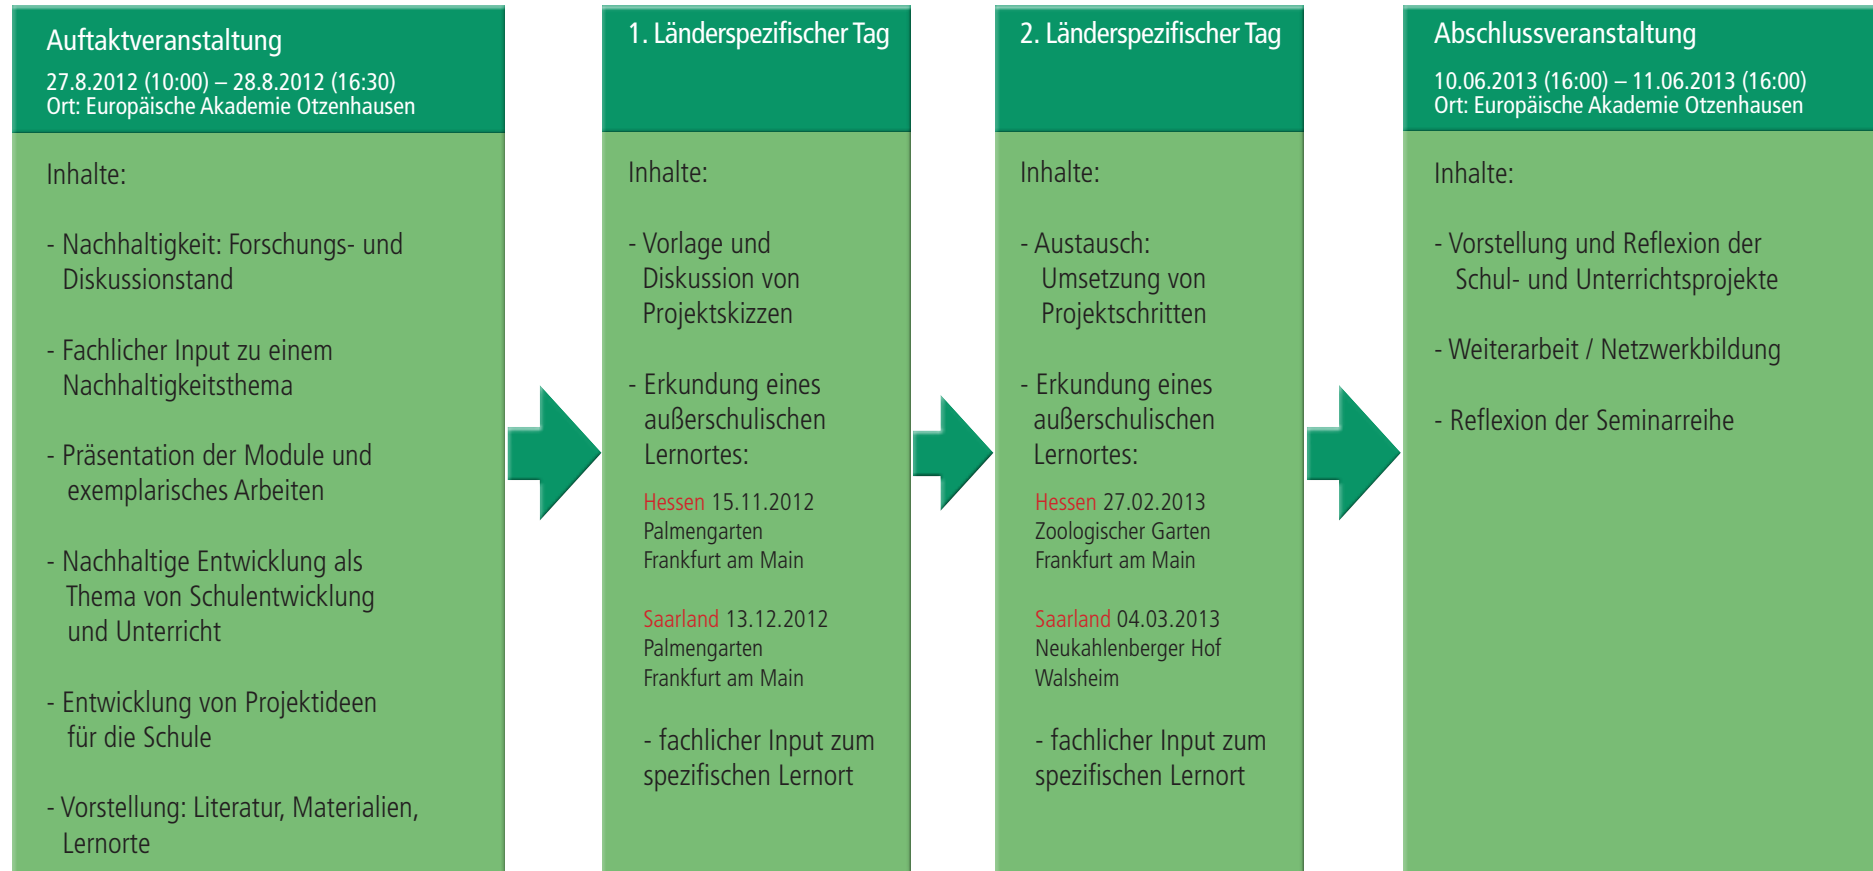 Auftaktveranstaltung
27.8.2012 (10:00) – 28.8.2012 (16:30)
Ort: Europäische Akademie Otzenhausen
Inhalte:
- Nachhaltigkeit: Forschungs- und
Diskussionstand
- Fachlicher Input zu einem
Nachhaltigkeitsthema
- Präsentation der Module und
exemplarisches Arbeiten
- Nachhaltige Entwicklung als
Thema von Schulentwicklung
und Unterricht
- Entwicklung von Projektideen
für die Schule
- Vorstellung: Literatur, Materialien,
Lernorte
1. Länderspezifischer Tag
Inhalte:
- Vorlage und
Diskussion von
Projektskizzen
- Erkundung eines
außerschulischen
Lernortes:
Hessen 15.11.2012
Palmengarten
Frankfurt am Main
Saarland 13.12.2012
Palmengarten
Frankfurt am Main
- fachlicher Input zum
spezifischen Lernort
2. Länderspezifischer Tag
Inhalte:
- Austausch:
Umsetzung von
Projektschritten
- Erkundung eines
außerschulischen
Lernortes:
Hessen 27.02.2013
Zoologischer Garten
Frankfurt am Main
Saarland 04.03.2013
Neukahlenberger Hof
Walsheim
- fachlicher Input zum
spezifischen Lernort
Abschlussveranstaltung
10.06.2013 (16:00) – 11.06.2013 (16:00)
Ort: Europäische Akademie Otzenhausen
Inhalte:
- Vorstellung und Reflexion der
Schul- und Unterrichtsprojekte
- Weiterarbeit / Netzwerkbildung
- Reflexion der Seminarreihe